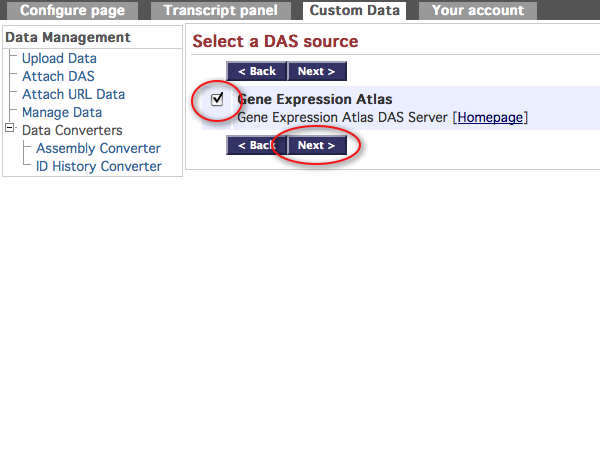 Configure page Transcript panel Custom Data Your account
Data Management
Upload Data
Attach DAS
Attach URL Data
Manage Data
Data Converters
Assembly Converter
ID History Converter
Select a DAS source
< Back Next >
Gene Expression Atlas
Gene Expression Atlas DAS Server [Homepage]
< Back Next >